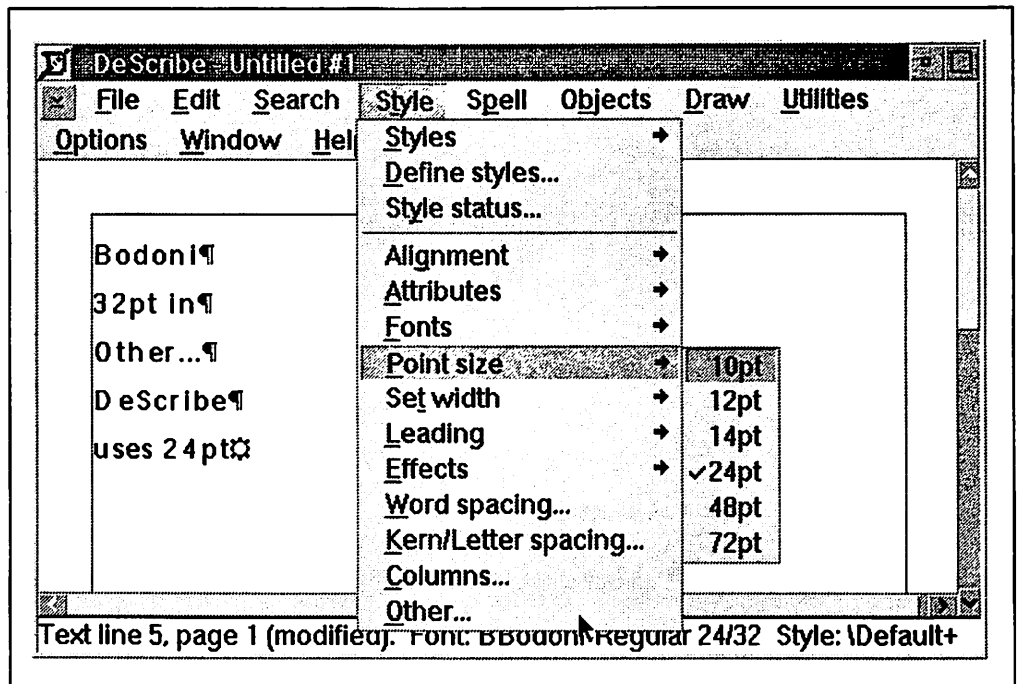 DeScribe - Untitled #1
File Edit Search Style Spell Objects Draw Utilities
Options Window Hel
Styles
Define styles...
Style status...
Alignment
Attributes
Fonts
Point size
Set width
Leading
Effects
Word spacing...
Kern/Letter spacing...
Columns...
Other...
10pt
12pt
14pt
✓24pt
48pt
72pt
Bodoni¶
32pt in¶
Other...¶
DeScribe¶
uses 24pt¤
Text line 5, page 1 (modified). Font: BBodoni Regular 24/32 Style: \Default+